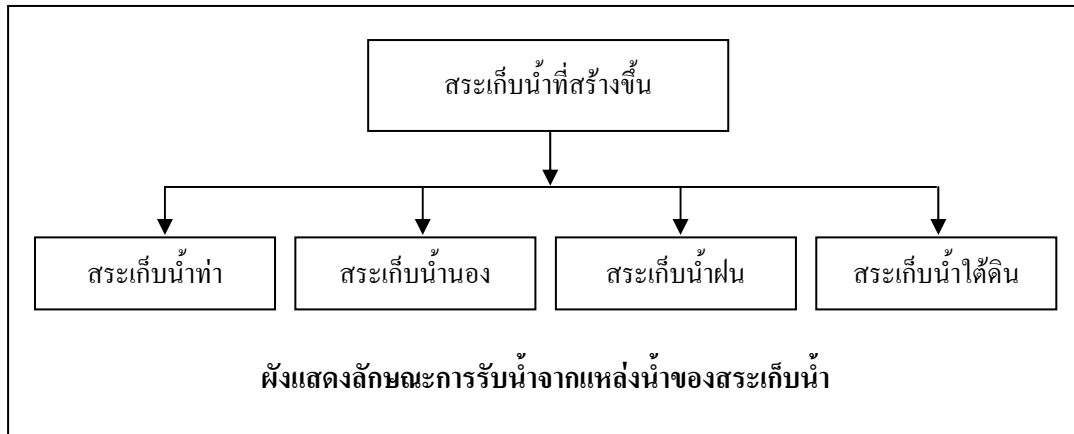 สระเก็บน้ำที่สร้างขึ้น
สระเก็บน้ำท่า
สระเก็บน้ำนอง
สระเก็บน้ำฝน
สระเก็บน้ำใต้ดิน
ผังแสดงลักษณะการรับน้ำจากแหล่งน้ำของสระเก็บน้ำ